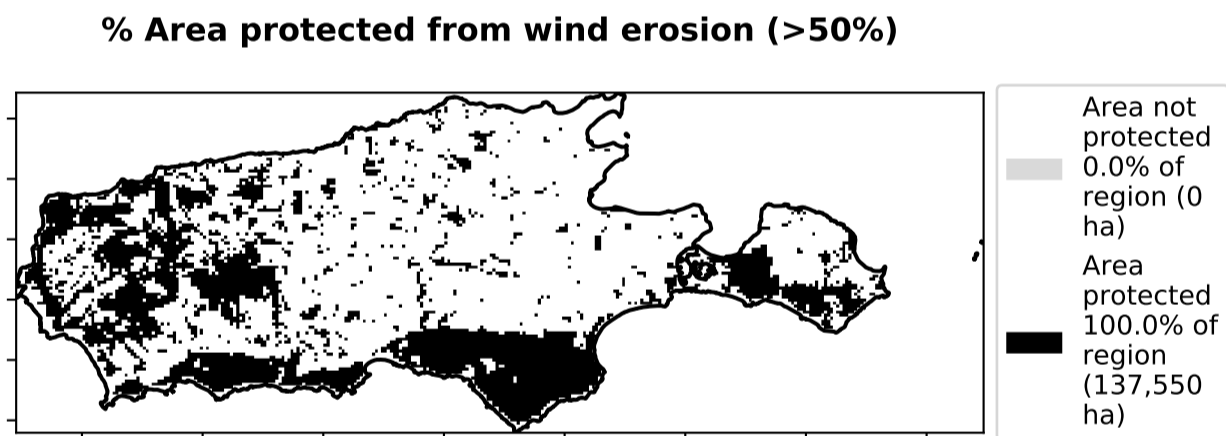 % Area protected from wind erosion (>50%)
Area not
protected
0.0% of
region (0
ha)
Area
protected
100.0% of
region
(137,550
ha)